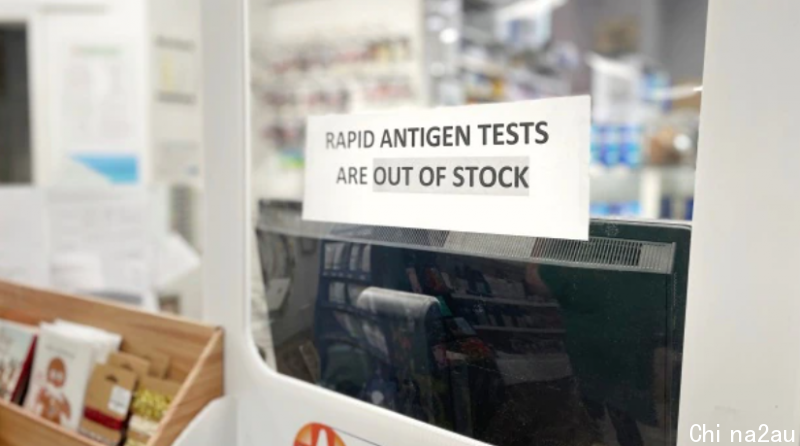 RAPID ANTIGEN TESTS
ARE OUT OF STOCK
Chi na2au